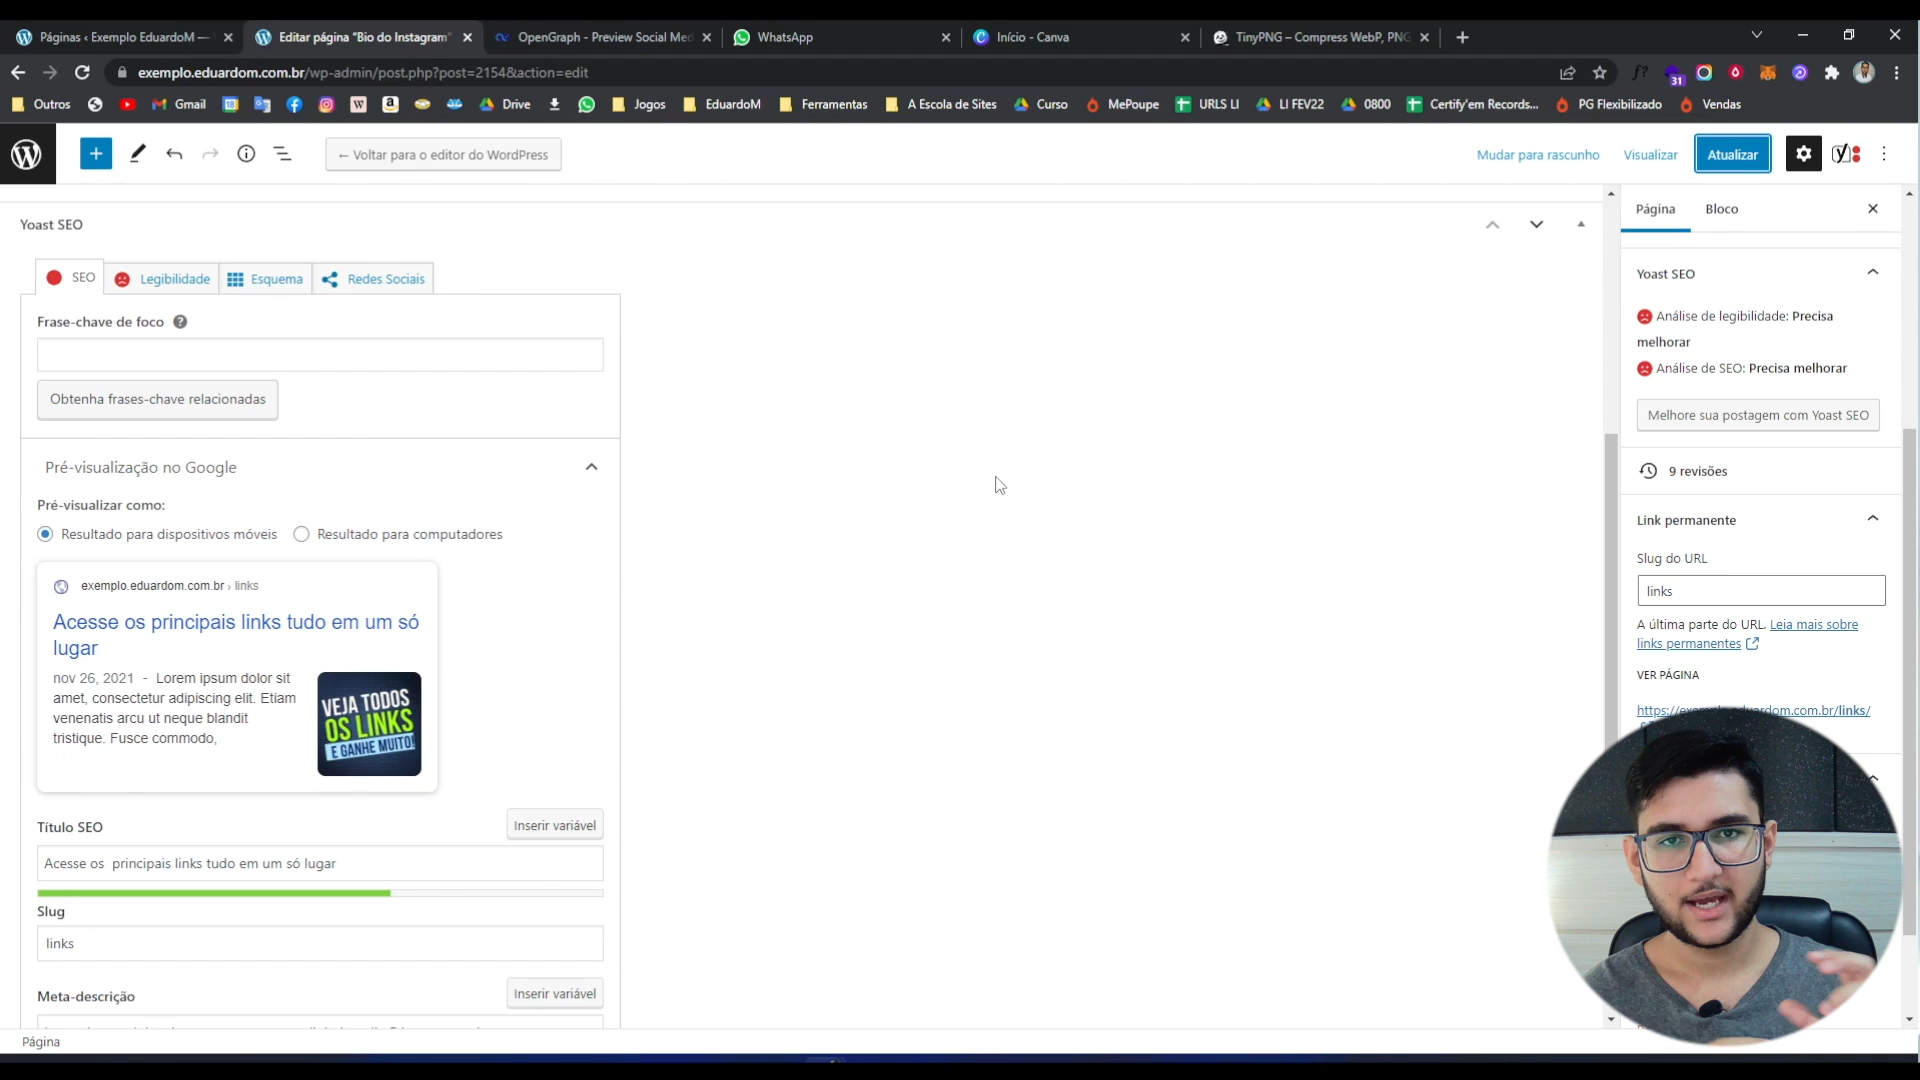 Páginas ‹ Exemplo EduardoM —
Editar página "Bio do Instagram"
OpenGraph - Preview Social Med
WhatsApp
Início - Canva
TinyPNG – Compress WebP, PNG
exemplo.eduardom.com.br/wp-admin/post.php?post=2154&action=edit
f?
31
Outros
Gmail
Drive
Jogos
EduardoM
Ferramentas
A Escola de Sites
Curso
MePoupe
URLS LI
LI FEV22
0800
Certify'em Records...
PG Flexibilizado
Vendas
← Voltar para o editor do WordPress
Mudar para rascunho
Visualizar
Atualizar
Yoast SEO
SEO
Legibilidade
Esquema
Redes Sociais
Frase-chave de foco
Obtenha frases-chave relacionadas
Pré-visualização no Google
Pré-visualizar como:
Resultado para dispositivos móveis
Resultado para computadores
exemplo.eduardom.com.br › links
Acesse os principais links tudo em um só
lugar
nov 26, 2021 - Lorem ipsum dolor sit
amet, consectetur adipiscing elit. Etiam
venenatis arcu ut neque blandit
tristique. Fusce commodo,
VEJA TODOS
OS LINKS
E GANHE MUITO!
Título SEO
Inserir variável
Acesse os  principais links tudo em um só lugar
Slug
links
Meta-descrição
Inserir variável
Página
Página
Bloco
Yoast SEO
Análise de legibilidade: Precisa
melhorar
Análise de SEO: Precisa melhorar
Melhore sua postagem com Yoast SEO
9 revisões
Link permanente
Slug do URL
links
A última parte do URL. Leia mais sobre
links permanentes
VER PÁGINA